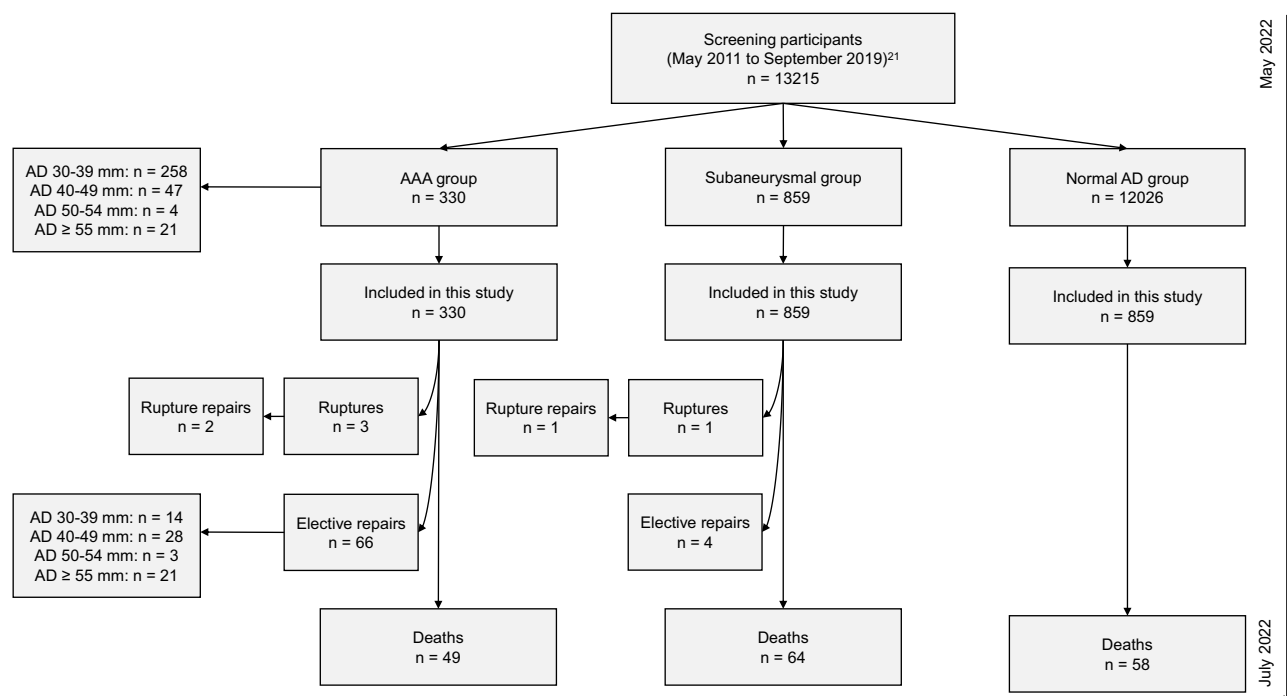 Screening participants
(May 2011 to September 2019)21
n = 13215
May 2022
AD 30-39 mm: n = 258
AD 40-49 mm: n = 47
AD 50-54 mm: n = 4
AD ≥ 55 mm: n = 21
AAA group
n = 330
Subaneurysmal group
n = 859
Normal AD group
n = 12026
Included in this study
n = 330
Included in this study
n = 859
Included in this study
n = 859
Rupture repairs
n = 2
Ruptures
n = 3
Rupture repairs
n = 1
Ruptures
n = 1
AD 30-39 mm: n = 14
AD 40-49 mm: n = 28
AD 50-54 mm: n = 3
AD ≥ 55 mm: n = 21
Elective repairs
n = 66
Elective repairs
n = 4
Deaths
n = 49
Deaths
n = 64
Deaths
n = 58
July 2022